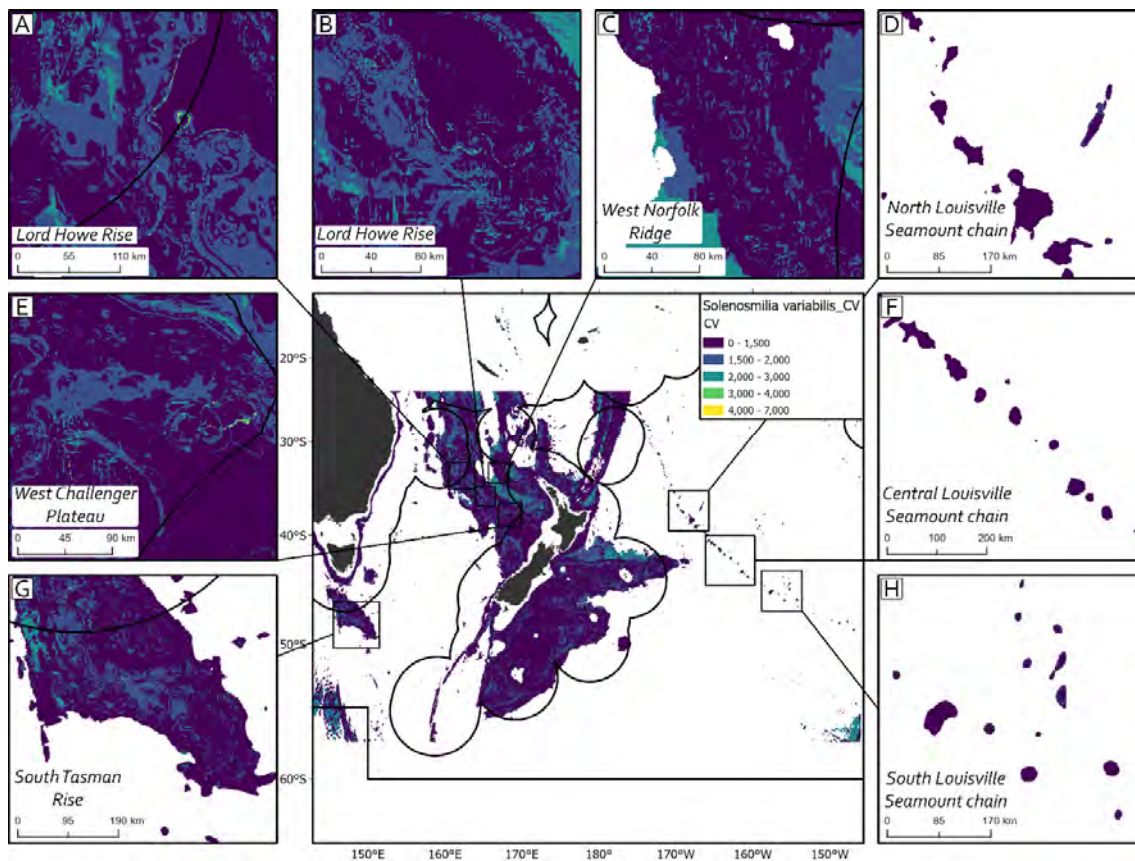 A
Lord Howe Rise
0 55 110 km
B
Lord Howe Rise
0 40 80 km
C
West Norfolk
Ridge
0 40 80 km
D
North Louisville
Seamount chain
0 85 170 km
E
West Challenger
Plateau
0 45 90 km
Solenosmilia variabilis_CV
CV
0 - 1,500
1,500 - 2,000
2,000 - 3,000
3,000 - 4,000
4,000 - 7,000
20°S
30°S
40°S
50°S
60°S
150°E 160°E 170°E 180° 170°W 160°W 150°W
F
Central Louisville
Seamount chain
0 100 200 km
G
South Tasman
Rise
0 95 190 km
H
South Louisville
Seamount chain
0 85 170 km